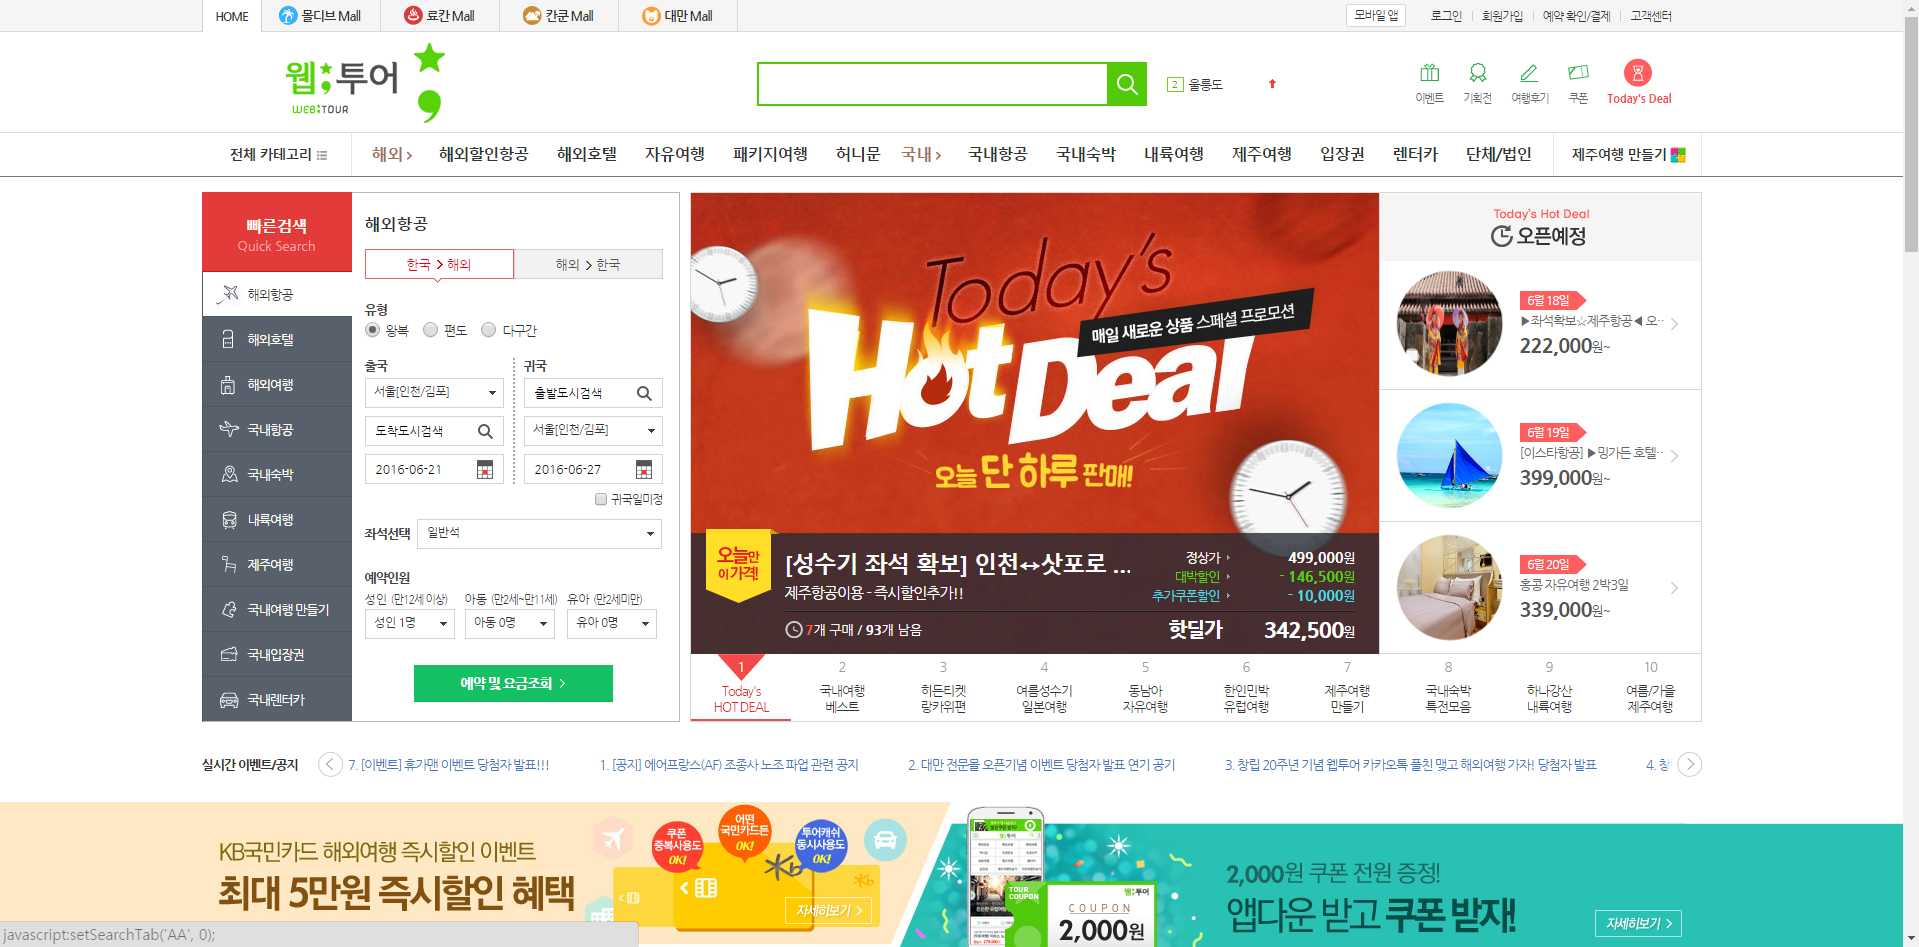 HOME
몰디브 Mall
료칸 Mall
칸쿤 Mall
대만 Mall
모바일 앱
로그인
회원가입
예약 확인/결제
고객센터
웹;투어
WEB;TOUR
2 울릉도
이벤트
기획전
여행후기
쿠폰
Today's Deal
전체 카테고리
해외 >
해외할인항공
해외호텔
자유여행
패키지여행
허니문
국내 >
국내항공
국내숙박
내륙여행
제주여행
입장권
렌터카
단체/법인
제주여행 만들기
빠른검색
Quick Search
해외항공
해외호텔
해외여행
국내항공
국내숙박
내륙여행
제주여행
국내여행 만들기
국내입장권
국내렌터카
해외항공
한국 > 해외
해외 > 한국
유형
왕복
편도
다구간
출국
귀국
서울[인천/김포]
출발도시검색
도착도시검색
서울[인천/김포]
2016-06-21
2016-06-27
귀국일미정
좌석선택
일반석
예약인원
성인 (만12세 이상)
아동 (만2세~만11세)
유아 (만2세미만)
성인 1명
아동 0명
유아 0명
예약 및 요금조회 >
Today's
매일 새로운 상품 스페셜 프로모션
Hot Deal
오늘 단 하루 판매!
오늘만
이 가격!
[성수기 좌석 확보] 인천↔삿포로 ...
제주항공이용 - 즉시할인추가!!
7개 구매 / 93개 남음
정상가
499,000원
대박할인
- 146,500원
추가쿠폰할인
- 10,000원
핫딜가
342,500원
Today's Hot Deal
오픈예정
6월 18일
▶좌석확보☆제주항공◀ 오··
222,000원~
6월 19일
[이스타항공] ▶밍가든 호텔··
399,000원~
6월 20일
홍콩 자유여행 2박3일
339,000원~
1
Today's
HOT DEAL
2
국내여행
베스트
3
히든티켓
랑카위편
4
여름성수기
일본여행
5
동남아
자유여행
6
한인민박
유럽여행
7
제주여행
만들기
8
국내숙박
특전모음
9
하나강산
내륙여행
10
여름/가을
제주여행
실시간 이벤트/공지
7. [이벤트] 휴가맨 이벤트 당첨자 발표!!!
1. [공지] 에어프랑스(AF) 조종사 노조 파업 관련 공지
2. 대만 전문몰 오픈기념 이벤트 당첨자 발표 연기 공기
3. 창립 20주년 기념 웹투어 카카오톡 플친 맺고 해외여행 가자! 당첨자 발표
4. 창
KB국민카드 해외여행 즉시할인 이벤트
최대 5만원 즉시할인 혜택
쿠폰
중복사용도
OK!
어떤
국민카드든
OK!
투어캐쉬
동시사용도
OK!
자세히보기 >
웹;투어
TOUR
COUPON
웹;투어
COUPON
2,000원
2,000원 쿠폰 전원 증정!
앱다운 받고 쿠폰 받자!
자세히보기 >
javascript:setSearchTab('AA', 0);